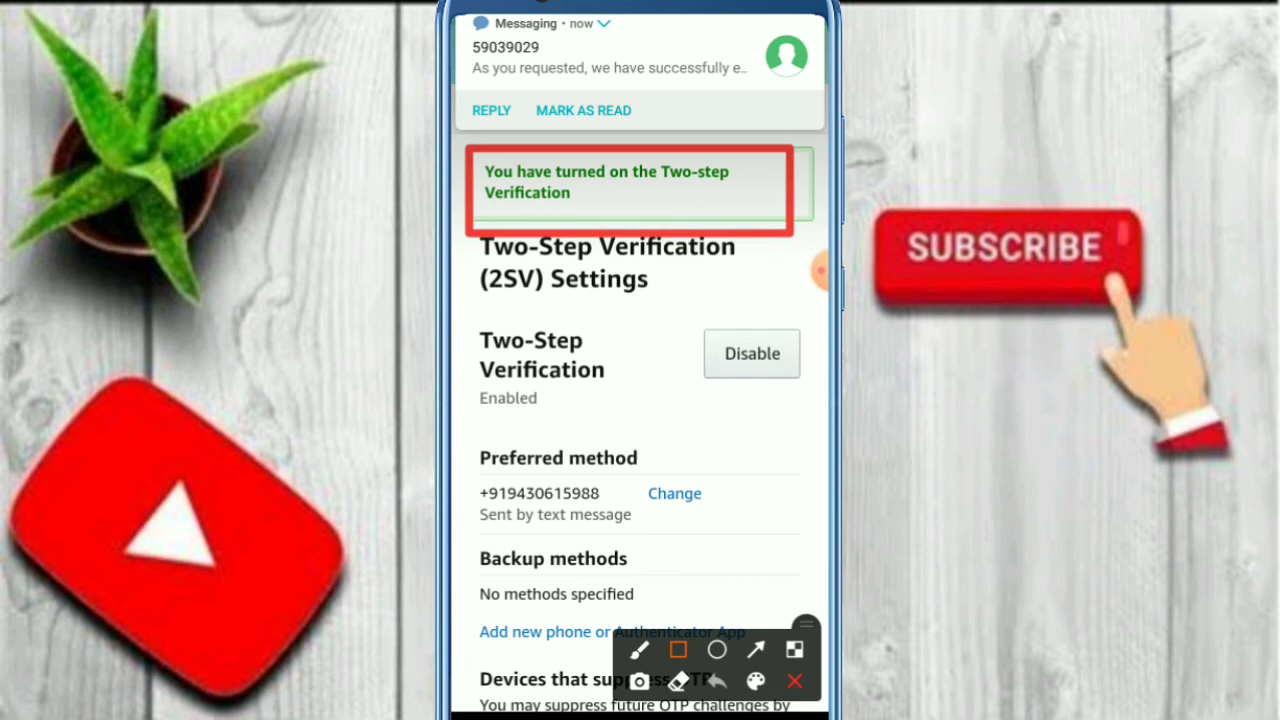 Messaging • now
59039029
As you requested, we have successfully e..
REPLY MARK AS READ
You have turned on the Two-step
Verification
Two-Step Verification
(2SV) Settings
SUBSCRIBE
Two-Step
Verification
Disable
Enabled
Preferred method
+919430615988 Change
Sent by text message
Backup methods
No methods specified
Add new phone or Authenticator App
Devices that suppress OTP
You may suppress future OTP challenges by